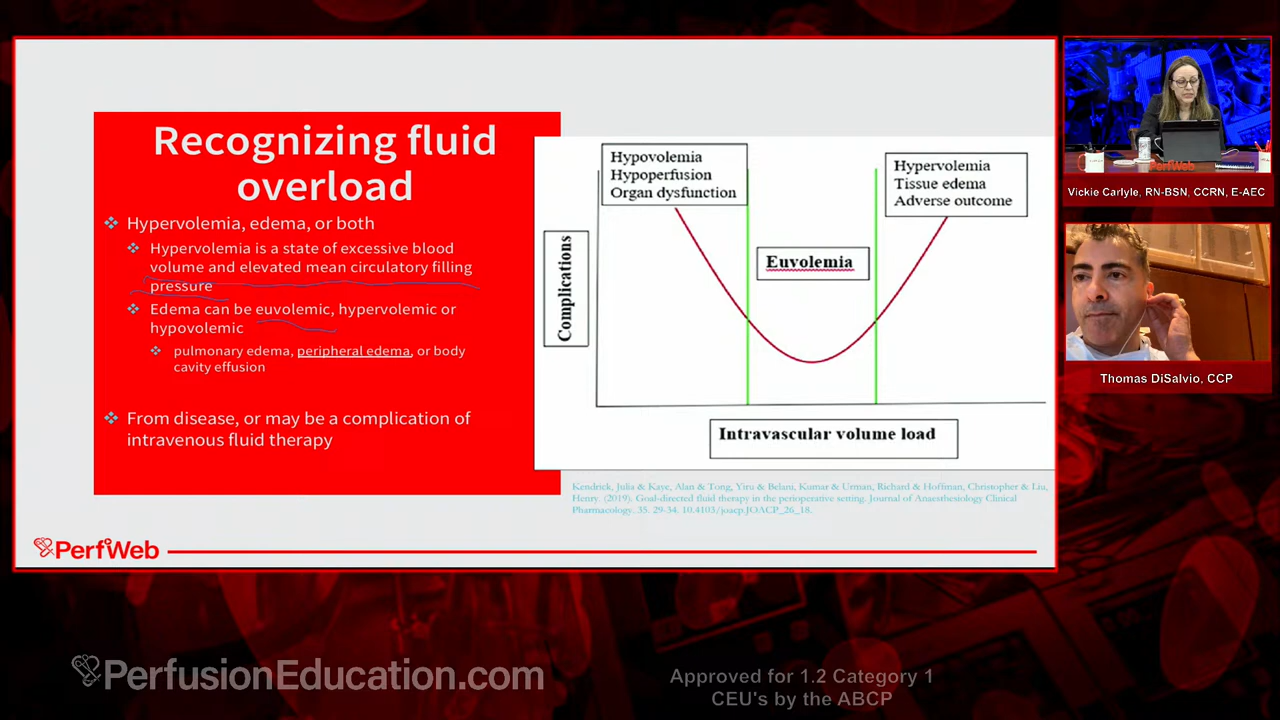 Recognizing fluid
overload
Hypervolemia, edema, or both
Hypervolemia is a state of excessive blood
volume and elevated mean circulatory filling
pressure
Edema can be euvolemic, hypervolemic or
hypovolemic
pulmonary edema, peripheral edema, or body
cavity effusion
From disease, or may be a complication of
intravenous fluid therapy
Hypovolemia
Hypoperfusion
Organ dysfunction
Hypervolemia
Tissue edema
Adverse outcome
Euvolemia
Complications
Intravascular volume load
Kendrick, Julia & Kaye, Alan & Tong, Yiru & Belani, Kumar & Urman, Richard & Hoffman, Christopher & Liu,
Henry. (2019). Goal-directed fluid therapy in the perioperative setting. Journal of Anaesthesiology Clinical
Pharmacology. 35. 29-34. 10.4103/joacp.JOACP_26_18.
PerfWeb
PerfWeb
Vickie Carlyle, RN-BSN, CCRN, E-AEC
Thomas DiSalvio, CCP
PerfusionEducation.com
Approved for 1.2 Category 1
CEU's by the ABCP